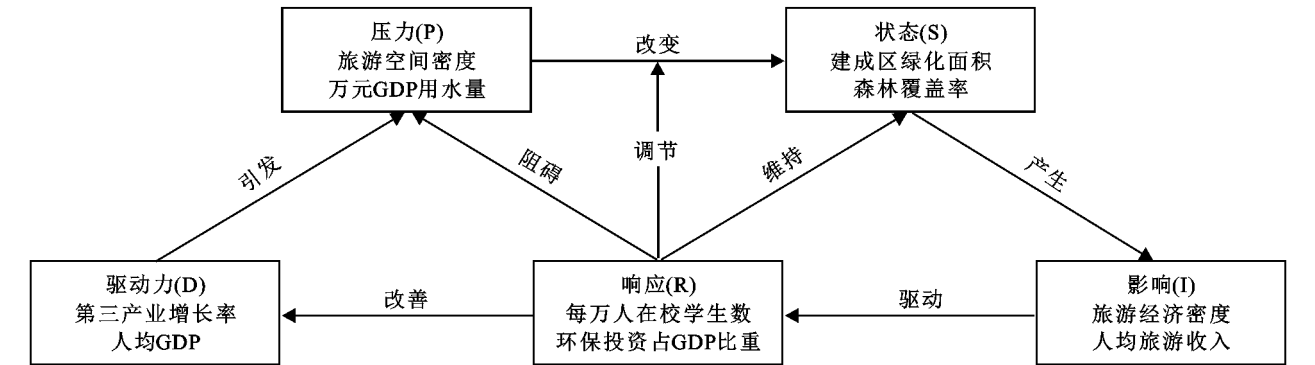 压力(P)
旅游空间密度
万元GDP用水量
改变
状态(S)
建成区绿化面积
森林覆盖率
引发
阻碍
调节
维持
产生
驱动力(D)
第三产业增长率
人均GDP
改善
响应(R)
每万人在校学生数
环保投资占GDP比重
驱动
影响(I)
旅游经济密度
人均旅游收入